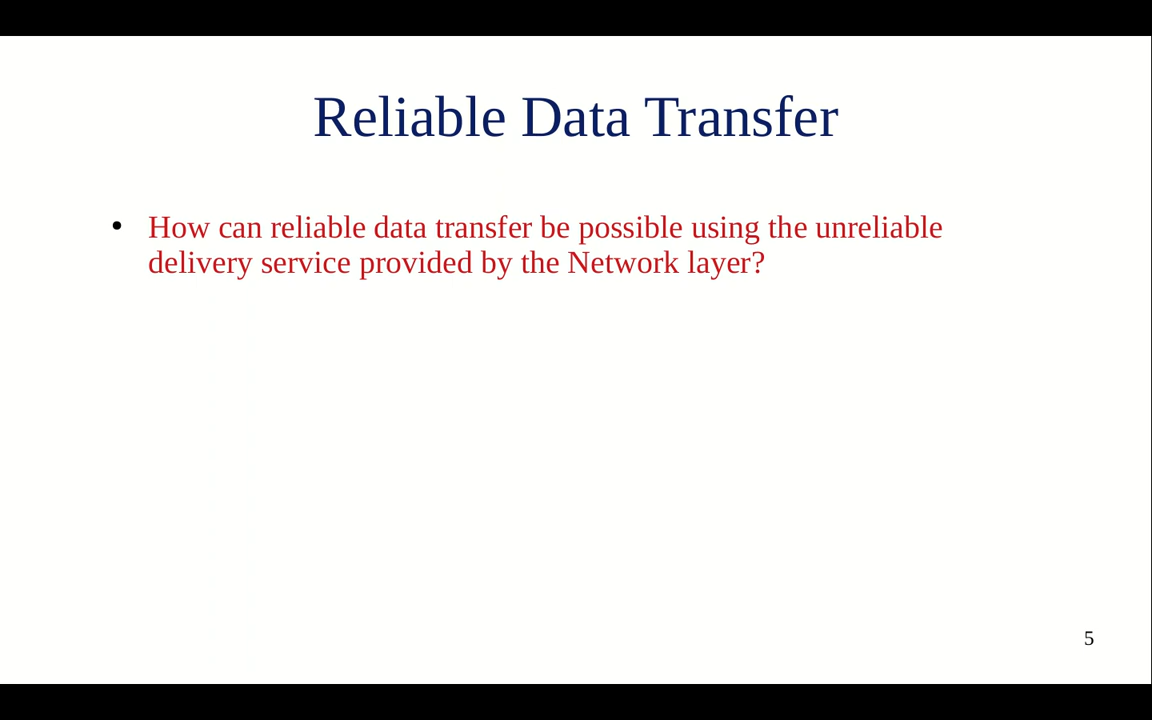 Reliable Data Transfer
• How can reliable data transfer be possible using the unreliable
delivery service provided by the Network layer?
5